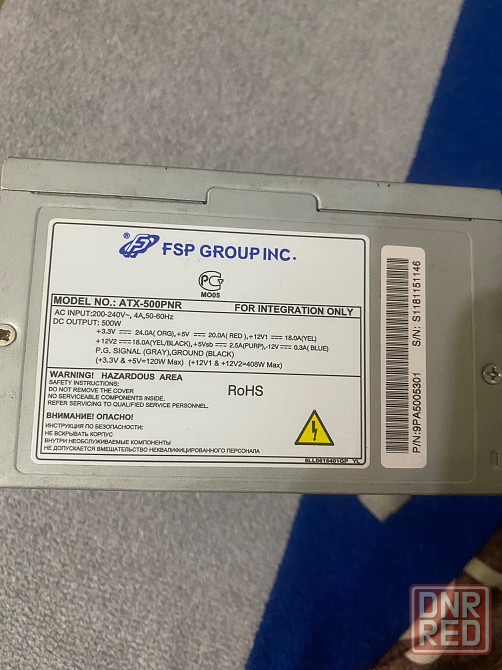 ® FSP GROUP INC.
PG
MO05
MODEL NO.: ATX-500PNR FOR INTEGRATION ONLY
AC INPUT:200-240V~, 4A,50-60Hz
DC OUTPUT: 500W
+3.3V ⎓ 24.0A( ORG),+5V ⎓ 20.0A( RED),+12V1 ⎓ 18.0A(YEL)
+12V2 ⎓ 18.0A(YEL/BLACK),+5Vsb ⎓ 2.5A(PURP),-12V ⎓ 0.3A( BLUE)
P.G. SIGNAL (GRAY),GROUND (BLACK)
(+3.3V & +5V=120W Max) (+12V1 & +12V2=408W Max)
WARNING! HAZARDOUS AREA
SAFETY INSTRUCTIONS:
DO NOT REMOVE THE COVER
NO SERVICEABLE COMPONENTS INSIDE.
REFER SERVICING TO QUALIFIED SERVICE PERSONNEL.
RoHS
ВНИМАНИЕ! ОПАСНО!
ИНСТРУКЦИЯ ПО БЕЗОПАСНОСТИ:
НЕ ВСКРЫВАТЬ КОРПУС
ВНУТРИ НЕОБСЛУЖИВАЕМЫЕ КОМПОНЕНТЫ
НЕ ДОПУСКАЕТСЯ ВМЕШАТЕЛЬСТВО НЕКВАЛИФИЦИРОВАННОГО ПЕРСОНАЛА
S/N: S1181151146
P/N:9PA5005301
DNR
RED